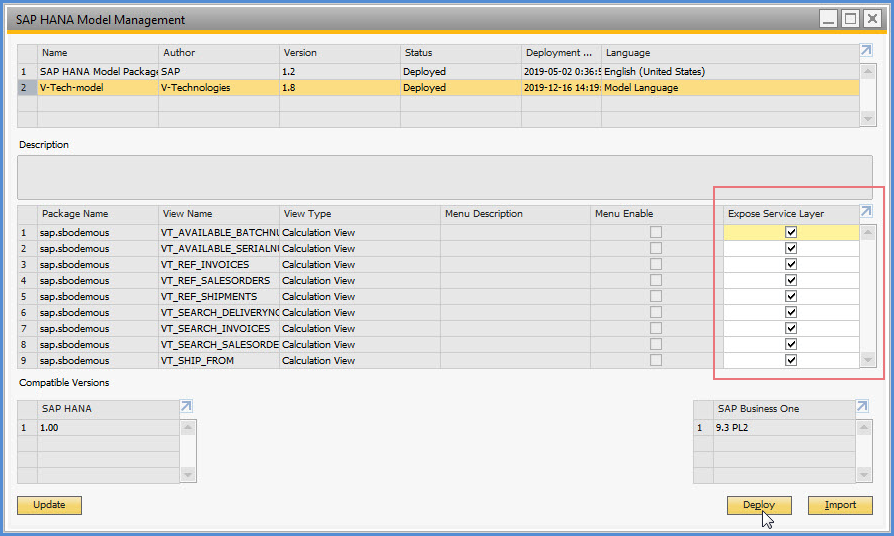 SAP HANA Model Management
Name Author Version Status Deployment ... Language
1 SAP HANA Model Package SAP 1.2 Deployed 2019-05-02 0:36:5 English (United States)
2 V-Tech-model V-Technologies 1.8 Deployed 2019-12-16 14:19: Model Language
Description
Package Name View Name View Type Menu Description Menu Enable Expose Service Layer
1 sap.sbodemous VT_AVAILABLE_BATCHNU Calculation View
2 sap.sbodemous VT_AVAILABLE_SERIALNU Calculation View
3 sap.sbodemous VT_REF_INVOICES Calculation View
4 sap.sbodemous VT_REF_SALESORDERS Calculation View
5 sap.sbodemous VT_REF_SHIPMENTS Calculation View
6 sap.sbodemous VT_SEARCH_DELIVERYNO Calculation View
7 sap.sbodemous VT_SEARCH_INVOICES Calculation View
8 sap.sbodemous VT_SEARCH_SALESORDE Calculation View
9 sap.sbodemous VT_SHIP_FROM Calculation View
Compatible Versions
SAP HANA SAP Business One
1 1.00 1 9.3 PL2
Update Deploy Import